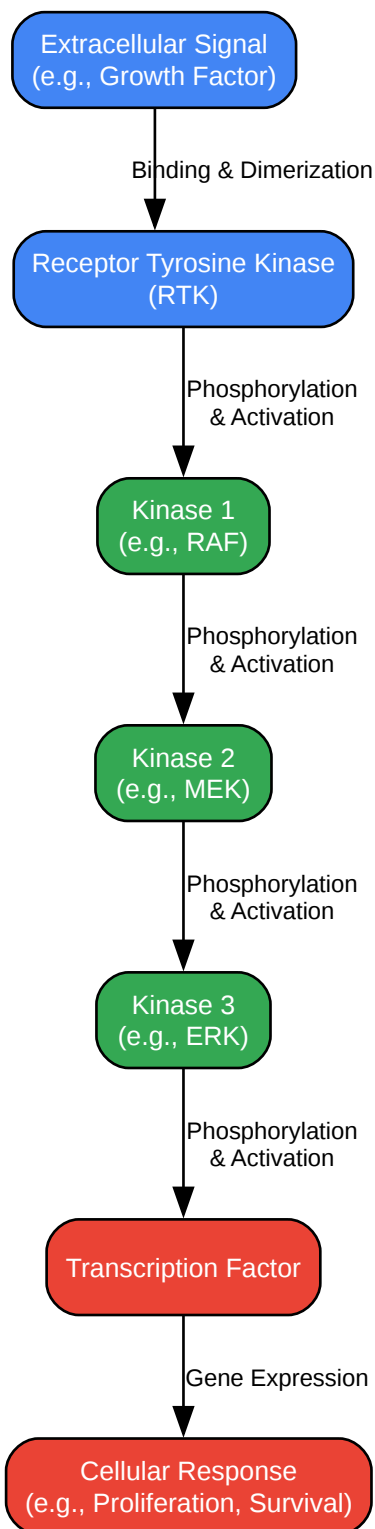 Extracellular Signal
(e.g., Growth Factor)
Binding & Dimerization
Receptor Tyrosine Kinase
(RTK)
Phosphorylation
& Activation
Kinase 1
(e.g., RAF)
Phosphorylation
& Activation
Kinase 2
(e.g., MEK)
Phosphorylation
& Activation
Kinase 3
(e.g., ERK)
Phosphorylation
& Activation
Transcription Factor
Gene Expression
Cellular Response
(e.g., Proliferation, Survival)